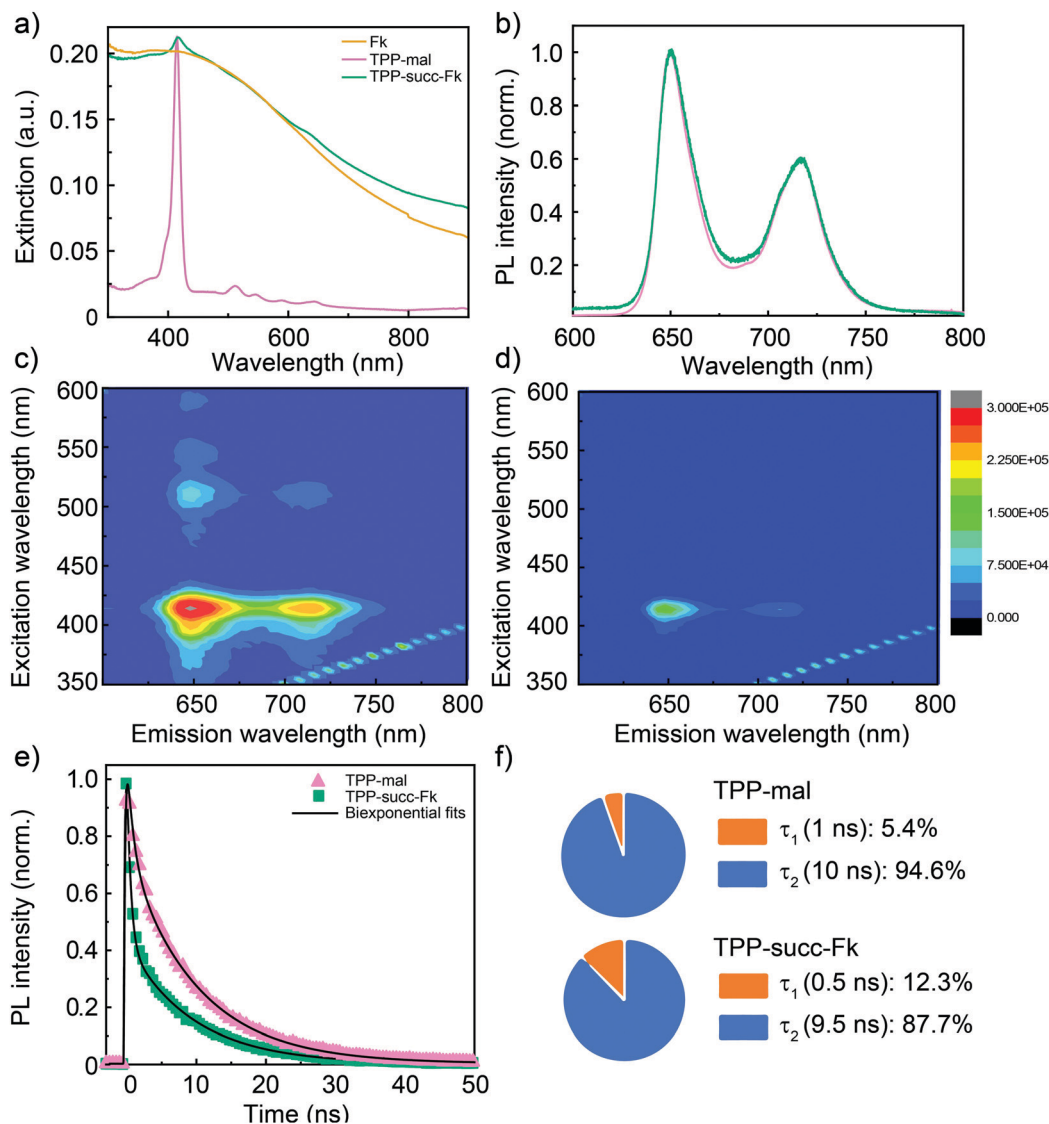 a)
Extinction (a.u.)
0.20
0.15
0.10
0.05
0
400
600
800
Wavelength (nm)
Fk
TPP-mal
TPP-succ-Fk
b)
PL intensity (norm.)
1.0
0.8
0.6
0.4
0.2
600
650
700
750
800
Wavelength (nm)
c)
Excitation wavelength (nm)
600
550
500
450
400
350
650
700
750
800
Emission wavelength (nm)
d)
Excitation wavelength (nm)
600
550
500
450
400
350
650
700
750
800
Emission wavelength (nm)
3.000E+05
2.250E+05
1.500E+05
7.500E+04
0.000
e)
PL intensity (norm.)
1.0
0.8
0.6
0.4
0.2
0
0
10
20
30
40
50
Time (ns)
TPP-mal
TPP-succ-Fk
Biexponential fits
f)
TPP-mal
τ₁ (1 ns): 5.4%
τ₂ (10 ns): 94.6%
TPP-succ-Fk
τ₁ (0.5 ns): 12.3%
τ₂ (9.5 ns): 87.7%